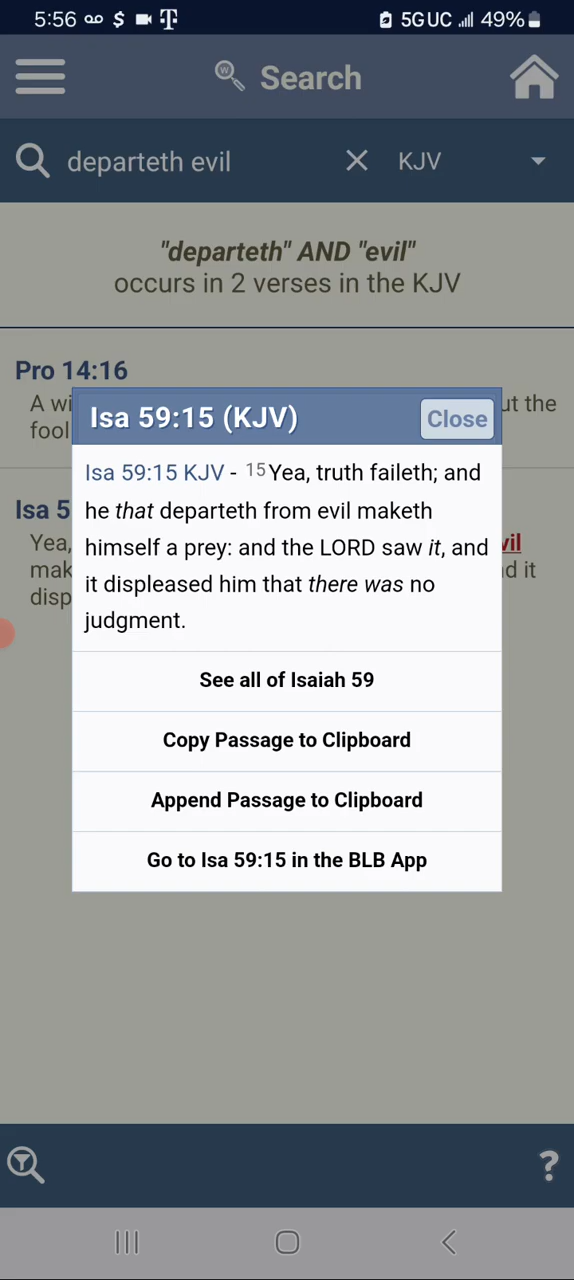 5:56 $ T 5GUC 49%
Search
departeth evil KJV
"departeth" AND "evil"
occurs in 2 verses in the KJV
Pro 14:16
A wi
ut the
fool
Isa 59:15 (KJV) Close
Isa 59:15 KJV - 15 Yea, truth faileth; and
he that departeth from evil maketh
himself a prey: and the LORD saw it, and
it displeased him that there was no
judgment.
See all of Isaiah 59
Copy Passage to Clipboard
Append Passage to Clipboard
Go to Isa 59:15 in the BLB App
Isa 5
Yea,
vil
mak
d it
disp
?